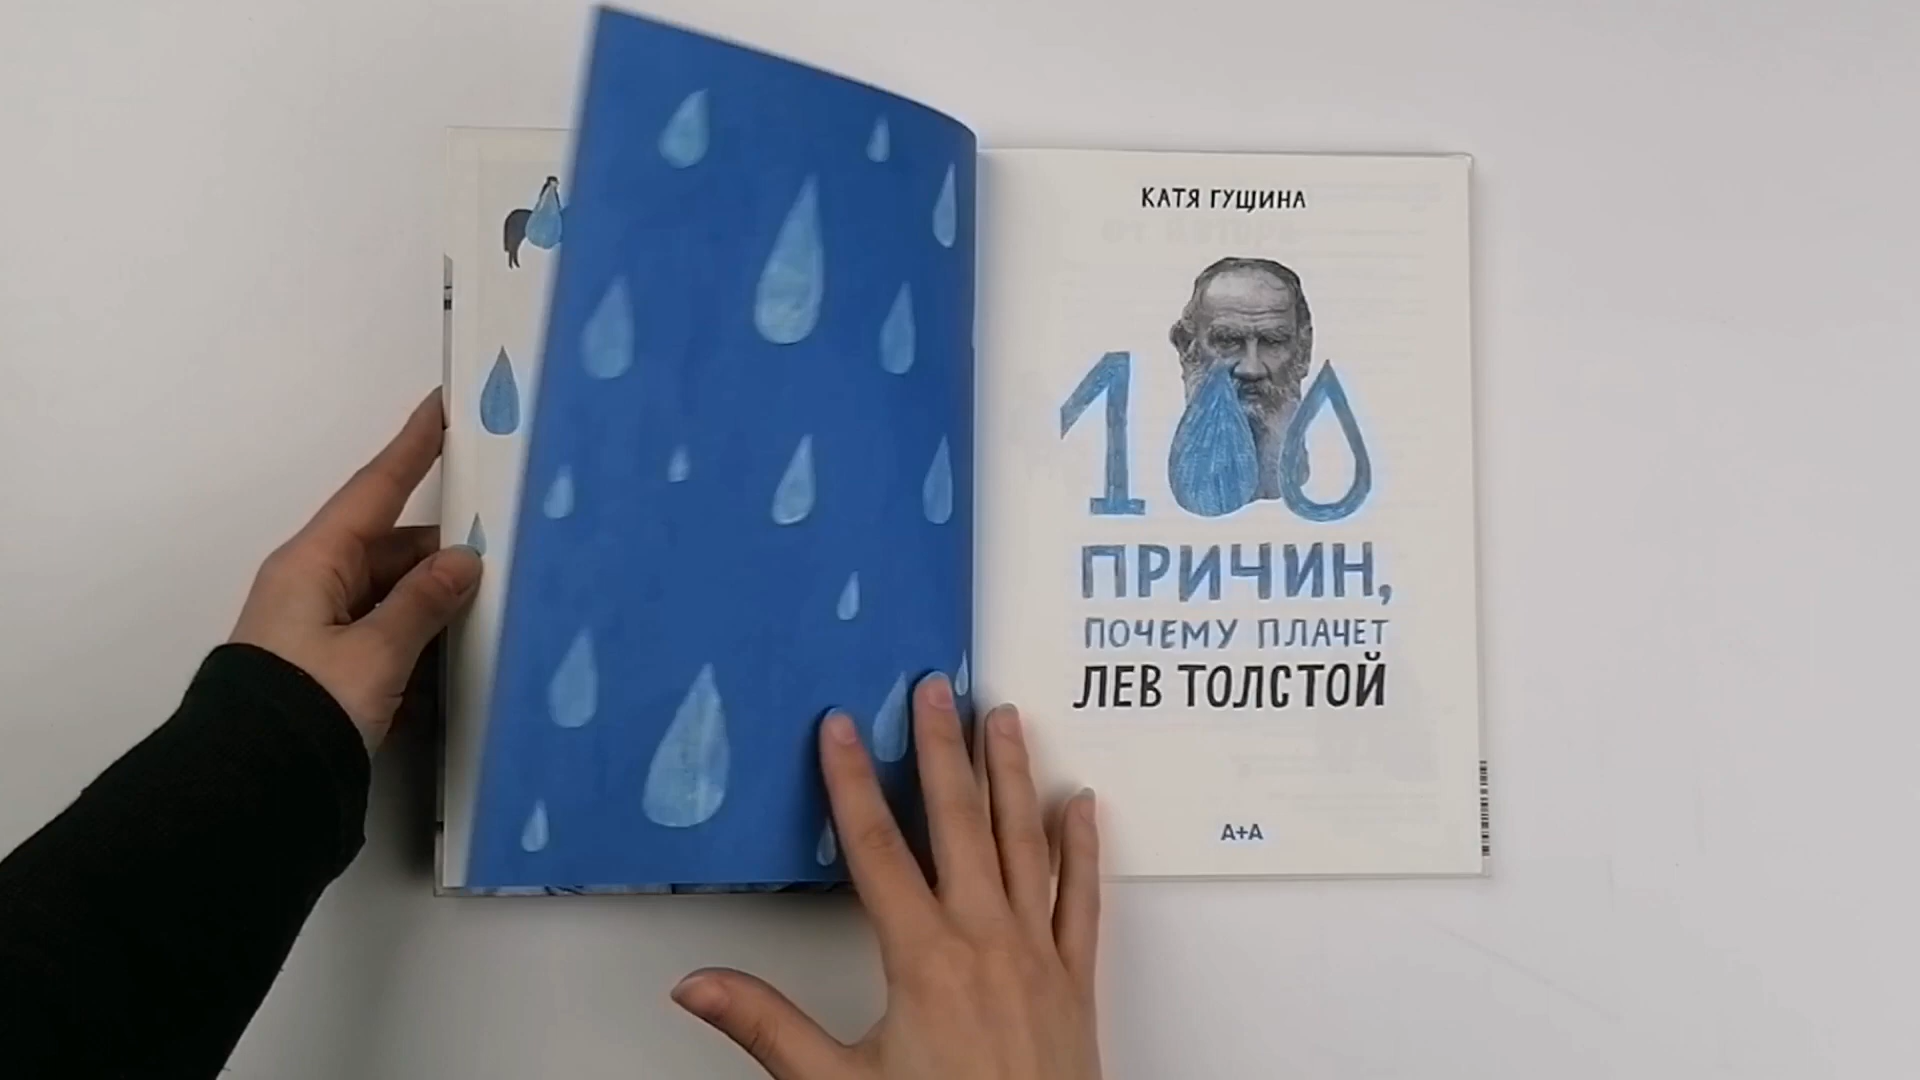 КАТЯ ГУЩИНА
100
ПРИЧИН,
ПОЧЕМУ ПЛАЧЕТ
ЛЕВ ТОЛСТОЙ
А+А